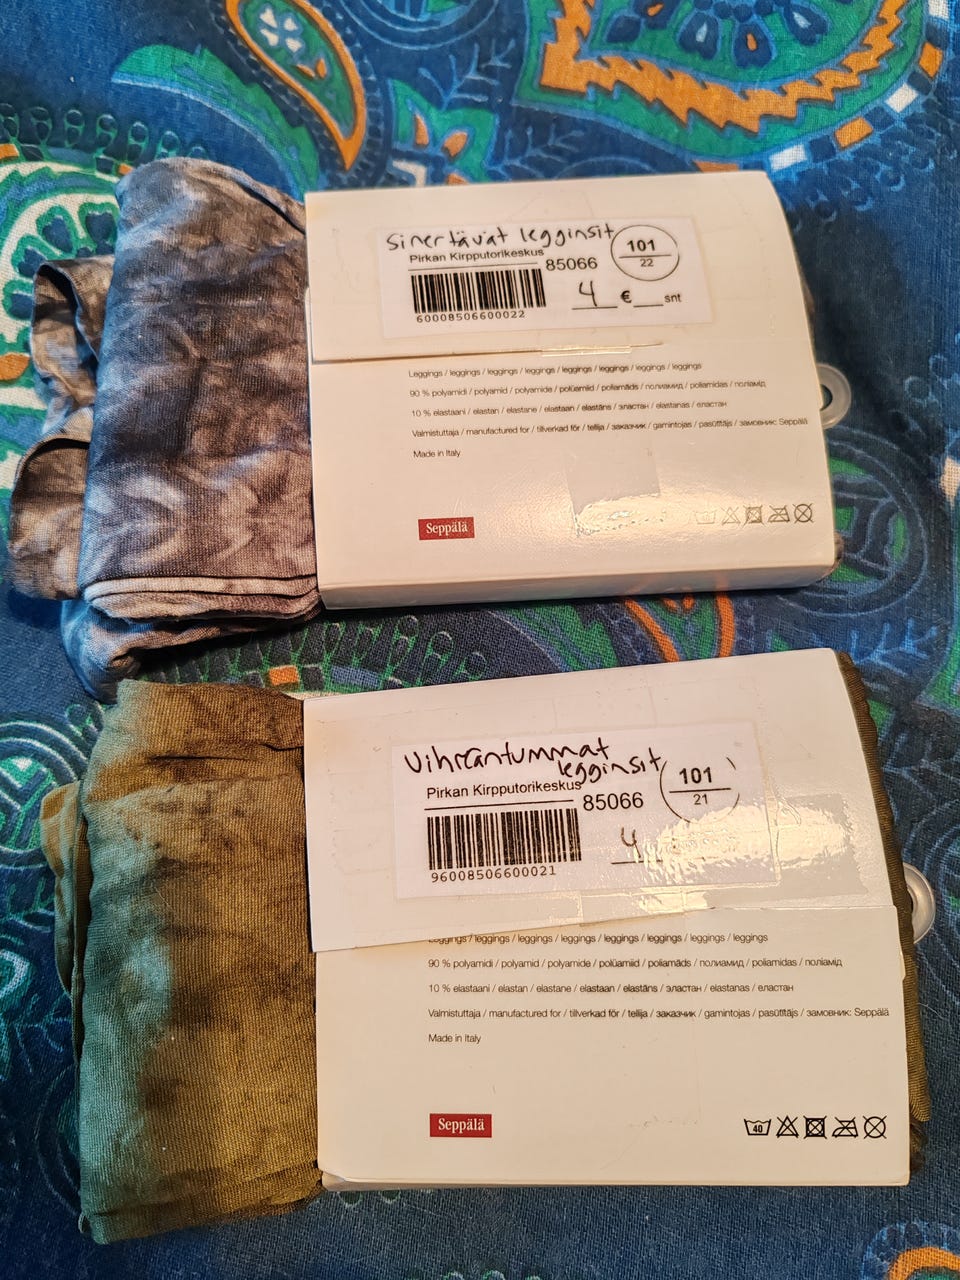 sinertävät legginsit
Pirkan Kirpputorikeskus
85066
101
22
60008506600022
4 € snt
Leggings / leggings / leggings / leggings / leggings / leggings / leggings / leggings
90 % polyamidi / polyamid / polyamide / polüamiid / poliamīds / полиамид / poliamidas / поліамід
10 % elastaani / elastan / elastane / elastaan / elastāns / эластан / elastanas / еластан
Valmistuttaja / manufactured for / tillverkad för / tellija / заказчик / gamintojas / pasūtītājs / замовник: Seppälä
Made in Italy
Seppälä
vihreäntummat
legginsit
Pirkan Kirpputorikeskus
85066
101
21
96008506600021
4
Leggings / leggings / leggings / leggings / leggings / leggings / leggings / leggings
90 % polyamidi / polyamid / polyamide / polüamiid / poliamīds / полиамид / poliamidas / поліамід
10 % elastaani / elastan / elastane / elastaan / elastāns / эластан / elastanas / еластан
Valmistuttaja / manufactured for / tillverkad för / tellija / заказчик / gamintojas / pasūtītājs / замовник: Seppälä
Made in Italy
Seppälä
40